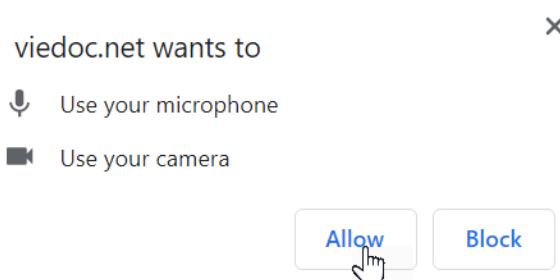 viedoc.net wants to
Use your microphone
Use your camera
Allow
Block